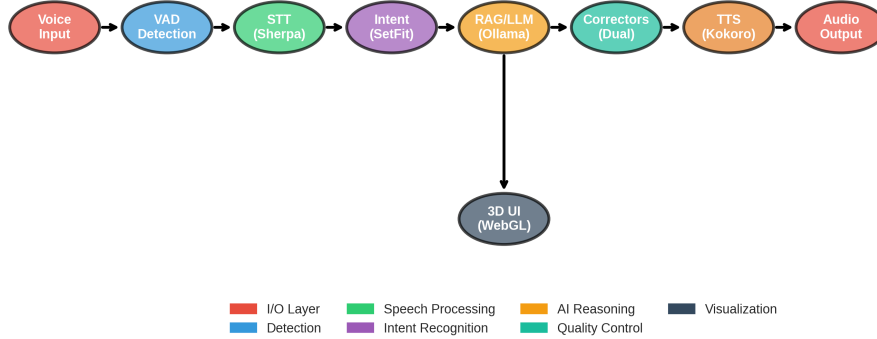 Voice
Input
VAD
Detection
STT
(Sherpa)
Intent
(SetFit)
RAG/LLM
(Ollama)
Correctors
(Dual)
TTS
(Kokoro)
Audio
Output
3D UI
(WebGL)
I/O Layer
Detection
Speech Processing
Intent Recognition
AI Reasoning
Quality Control
Visualization